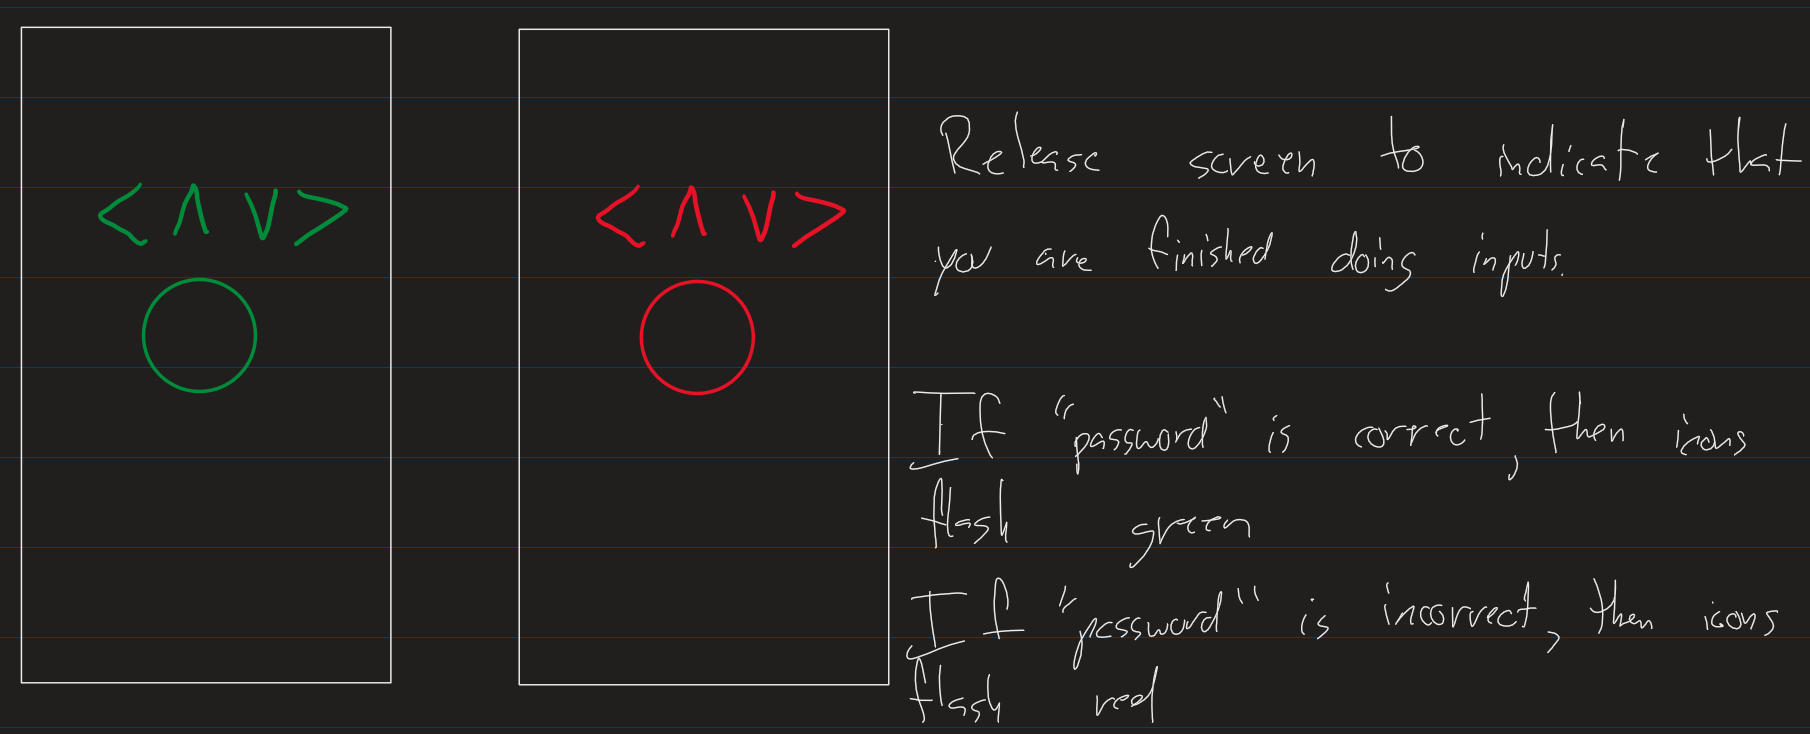 < ʌ v >
< ʌ v >
Release screen to indicate that
you are finished doing inputs.
If "password" is correct, then icons
flash green
If "password" is incorrect, then icons
flash red